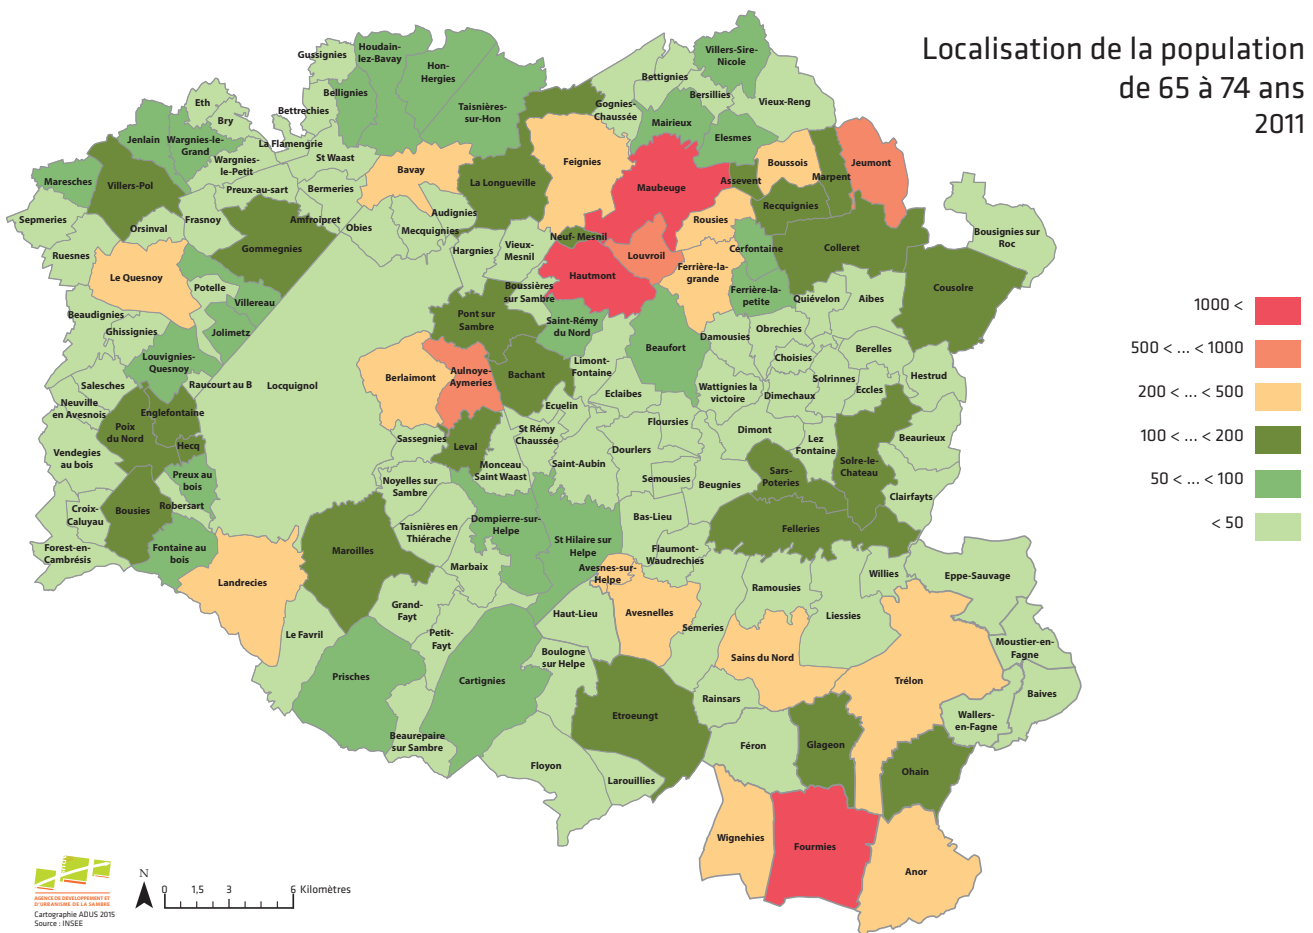 Localisation de la population
de 65 à 74 ans
2011
1000 <
500 < ... < 1000
200 < ... < 500
100 < ... < 200
50 < ... < 100
< 50
Gussignies
Houdain-
lez-Bavay
Hon-
Hergies
Bellignies
Taisnières-
sur-Hon
Bettrechies
Eth
Bry
La Flamengrie
St Waast
Jenlain
Wargnies-le-
Grand
Wargnies-
le-Petit
Maresches
Villers-Pol
Preux-au-sart
Bermeries
Bavay
La Longueville
Feignies
Gognies-
Chaussée
Bettignies
Villers-Sire-
Nicole
Bersillies
Vieux-Reng
Mairieux
Elesmes
Boussois
Marpent
Jeumont
Maubeuge
Assevent
Recquignies
Rousies
Sepmeries
Orsinval
Frasnoy
Amfroipret
Obies
Mecquignies
Audignies
Hargnies
Vieux-
Mesnil
Neuf- Mesnil
Louvroil
Hautmont
Ferrière-la-
grande
Cerfontaine
Ferrière-la-
petite
Colleret
Bousignies sur
Roc
Cousolre
Quiévelon
Aibes
Ruesnes
Le Quesnoy
Gommegnies
Potelle
Villereau
Jolimetz
Beaudignies
Ghissignies
Louvignies-
Quesnoy
Raucourt au B
Locquignol
Salesches
Neuville
en Avesnois
Englefontaine
Poix
du Nord
Hecq
Vendegies
au bois
Preux au
bois
Robersart
Bousies
Croix-
Caluyau
Forest-en-
Cambrésis
Fontaine au
bois
Landrecies
Boussières
sur Sambre
Pont sur
Sambre
Saint-Rémy
du Nord
Beaufort
Damousies
Obrechies
Choisies
Berelles
Hestrud
Solrinnes
Eccles
Dimechaux
Wattignies la
victoire
Berlaimont
Aulnoye-
Aymeries
Bachant
Limont-
Fontaine
Eclaibes
Ecuelin
Sassegnies
Leval
St Rémy
Chaussée
Monceau
Saint Waast
Saint-Aubin
Dourlers
Floursies
Dimont
Lez
Fontaine
Beaurieux
Solre-le-
Chateau
Clairfayts
Sars-
Poteries
Semousies
Beugnies
Noyelles sur
Sambre
Taisnières en
Thiérache
Dompierre-sur-
Helpe
St Hilaire sur
Helpe
Bas-Lieu
Flaumont-
Waudrechies
Felleries
Maroilles
Marbaix
Avesnes-sur-
Helpe
Avesnelles
Haut-Lieu
Semeries
Ramousies
Liessies
Willies
Eppe-Sauvage
Moustier-en-
Fagne
Baives
Wallers-
en-Fagne
Trélon
Sains du Nord
Rainsars
Grand-
Fayt
Petit-
Fayt
Le Favril
Prisches
Cartignies
Boulogne
sur Helpe
Etroeungt
Beaurepaire
sur Sambre
Floyon
Larouillies
Féron
Glageon
Ohain
Wignehies
Fourmies
Anor
AGENCE DE DEVELOPPEMENT ET
D'URBANISME DE LA SAMBRE
Cartographie ADUS 2015
Source : INSEE
N
0 1,5 3 6 Kilomètres